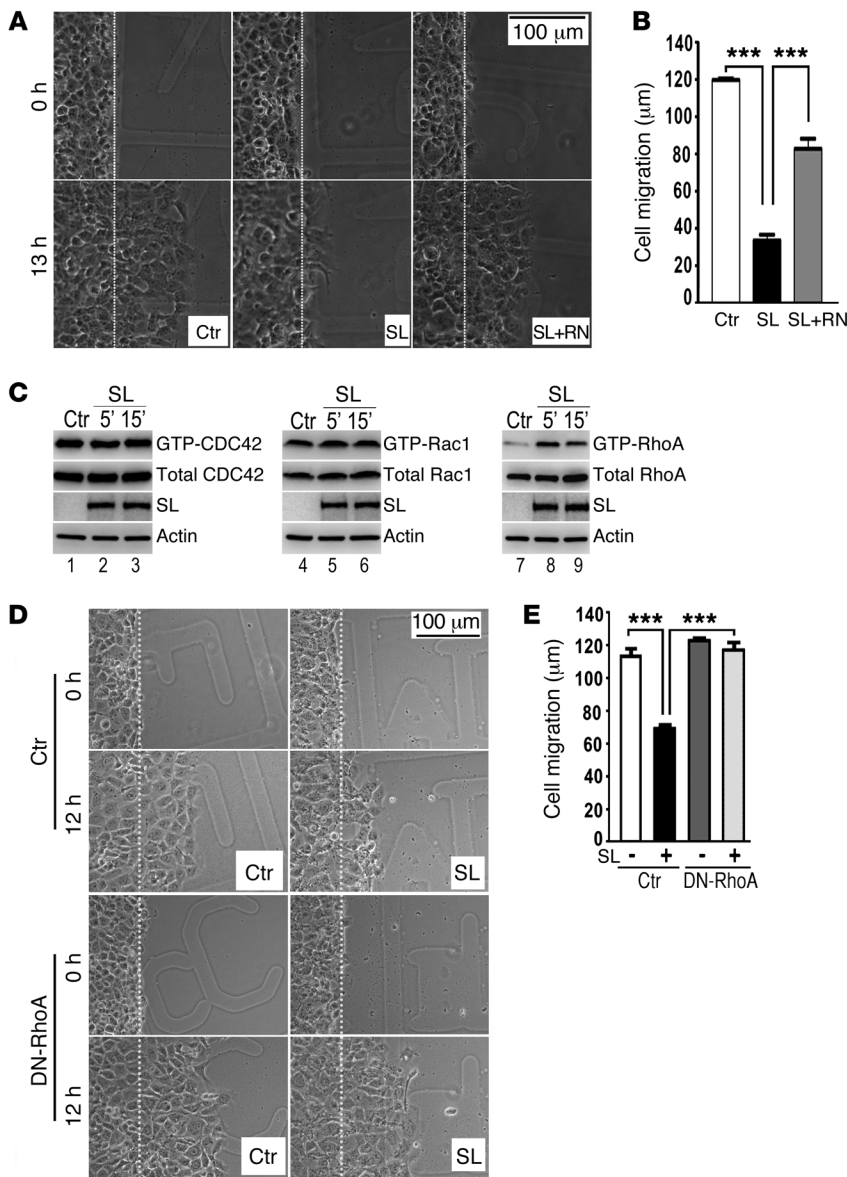 A
100 μm
0 h
13 h
Ctr
SL
SL+RN
B
Cell migration (μm)
140
120
100
80
60
40
20
0
***
***
Ctr SL SL+RN
C
SL
Ctr 5’ 15’
GTP-CDC42
Total CDC42
SL
Actin
1 2 3
SL
Ctr 5’ 15’
GTP-Rac1
Total Rac1
SL
Actin
4 5 6
SL
Ctr 5’ 15’
GTP-RhoA
Total RhoA
SL
Actin
7 8 9
D
100 μm
Ctr
0 h
12 h
Ctr
SL
DN-RhoA
0 h
12 h
Ctr
SL
E
Cell migration (μm)
140
120
100
80
60
40
20
0
*** ***
SL - + - +
Ctr DN-RhoA